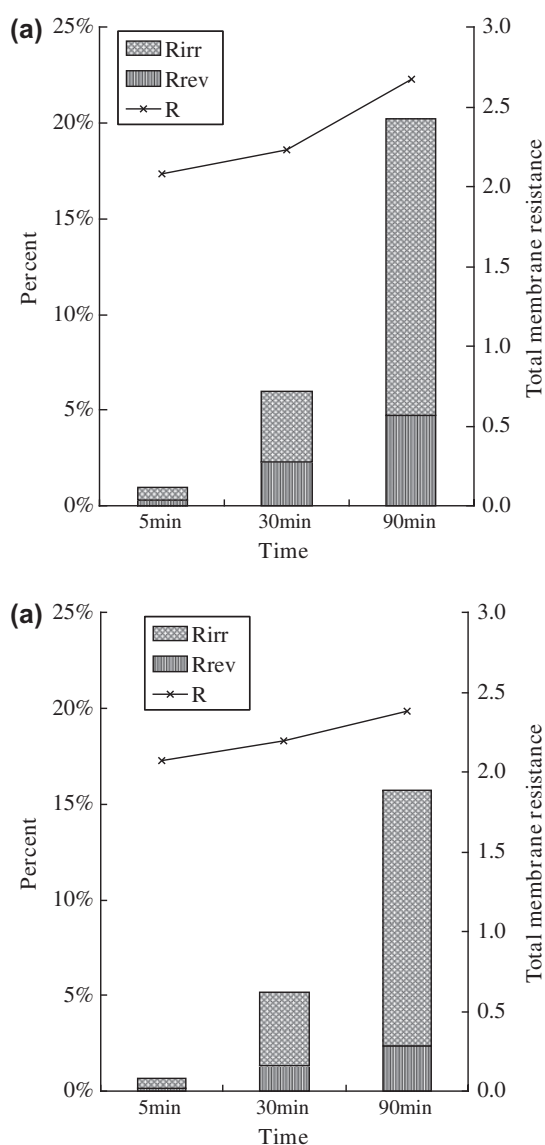 (a)
25%
20%
15%
10%
5%
0%
Percent
Rirr
Rrev
R
3.0
2.5
2.0
1.5
1.0
0.5
0.0
Total membrane resistance
5min 30min 90min
Time
(a)
25%
20%
15%
10%
5%
0%
Percent
Rirr
Rrev
R
3.0
2.5
2.0
1.5
1.0
0.5
0.0
Total membrane resistance
5min 30min 90min
Time